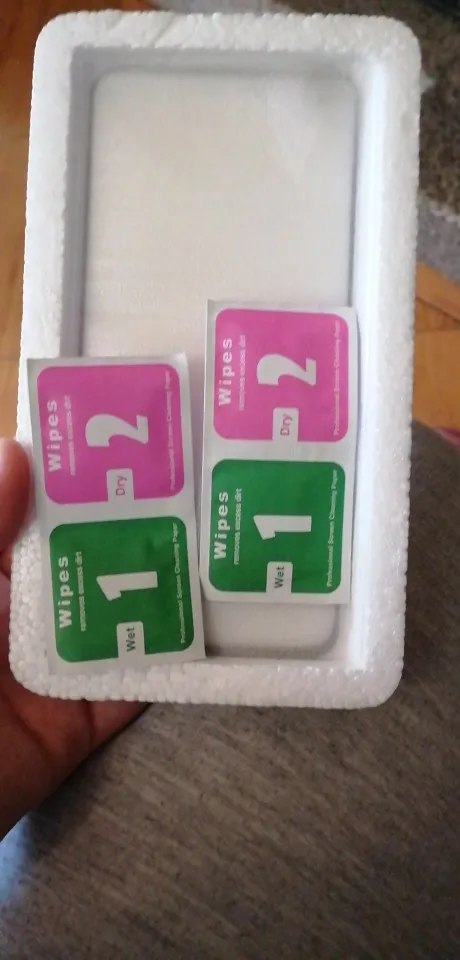 Wipes
removes excess dirt
2
Dry
Professional Screen Cleaning Paper
Wipes
removes excess dirt
1
Wet
Professional Screen Cleaning Paper
Wipes
removes excess dirt
2
Dry
Professional Screen Cleaning Paper
Wipes
removes excess dirt
1
Wet
Professional Screen Cleaning Paper